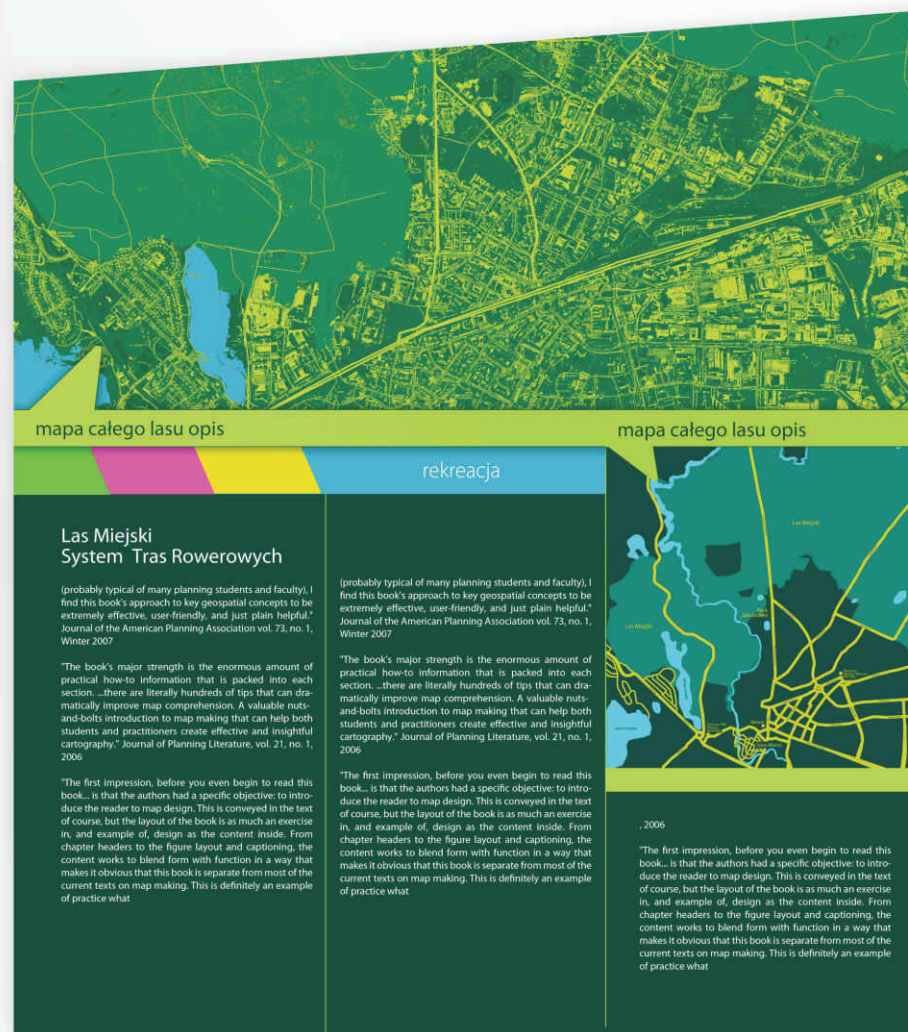 mapa całego lasu opis
mapa całego lasu opis
rekreacja
Las Miejski
System Tras Rowerowych
(probably typical of many planning students and faculty), I
find this book's approach to key geospatial concepts to be
extremely effective, user-friendly, and just plain helpful."
Journal of the American Planning Association vol. 73, no. 1,
Winter 2007
"The book's major strength is the enormous amount of
practical how-to information that is packed into each
section. ...there are literally hundreds of tips that can dra-
matically improve map comprehension. A valuable nuts-
and-bolts introduction to map making that can help both
students and practitioners create effective and insightful
cartography." Journal of Planning Literature, vol. 21, no. 1,
2006
"The first impression, before you even begin to read this
book... is that the authors had a specific objective: to intro-
duce the reader to map design. This is conveyed in the text
of course, but the layout of the book is as much an exercise
in, and example of, design as the content inside. From
chapter headers to the figure layout and captioning, the
content works to blend form with function in a way that
makes it obvious that this book is separate from most of the
current texts on map making. This is definitely an example
of practice what
(probably typical of many planning students and faculty), I
find this book's approach to key geospatial concepts to be
extremely effective, user-friendly, and just plain helpful."
Journal of the American Planning Association vol. 73, no. 1,
Winter 2007
"The book's major strength is the enormous amount of
practical how-to information that is packed into each
section. ...there are literally hundreds of tips that can dra-
matically improve map comprehension. A valuable nuts-
and-bolts introduction to map making that can help both
students and practitioners create effective and insightful
cartography." Journal of Planning Literature, vol. 21, no. 1,
2006
"The first impression, before you even begin to read this
book... is that the authors had a specific objective: to intro-
duce the reader to map design. This is conveyed in the text
of course, but the layout of the book is as much an exercise
in, and example of, design as the content inside. From
chapter headers to the figure layout and captioning, the
content works to blend form with function in a way that
makes it obvious that this book is separate from most of the
current texts on map making. This is definitely an example
of practice what
Las Miejski
Las Miejski
Park
, 2006
"The first impression, before you even begin to read this
book... is that the authors had a specific objective: to intro-
duce the reader to map design. This is conveyed in the text
of course, but the layout of the book is as much an exercise
in, and example of, design as the content inside. From
chapter headers to the figure layout and captioning, the
content works to blend form with function in a way that
makes it obvious that this book is separate from most of the
current texts on map making. This is definitely an example
of practice what